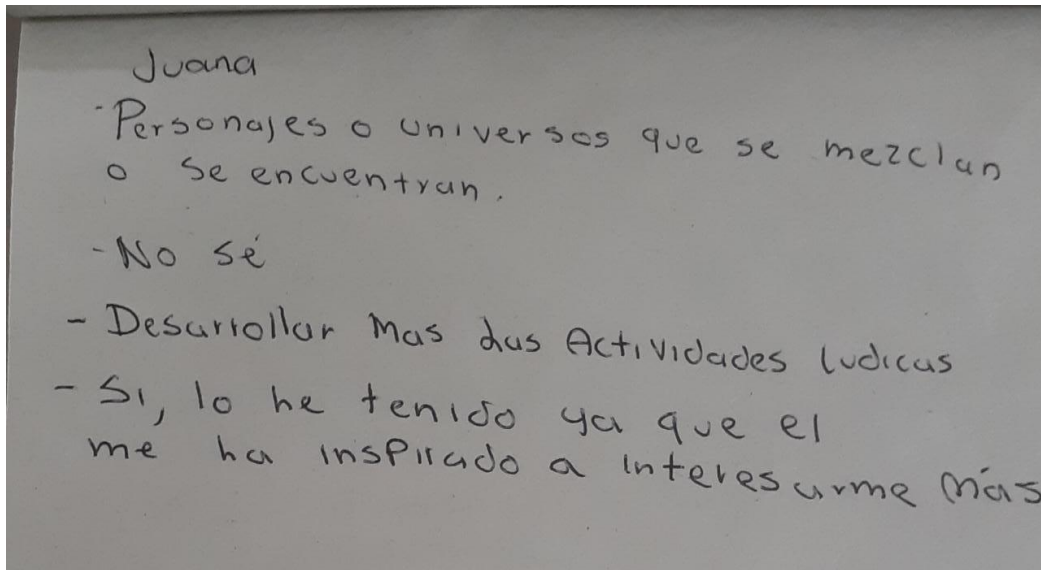 Juana
- Personajes o universos que se mezclan
o se encuentran.
- No sé
- Desarrollar Mas las Actividades ludicas
- Si, lo he tenido ya que el
me ha inspirado a interesarme más